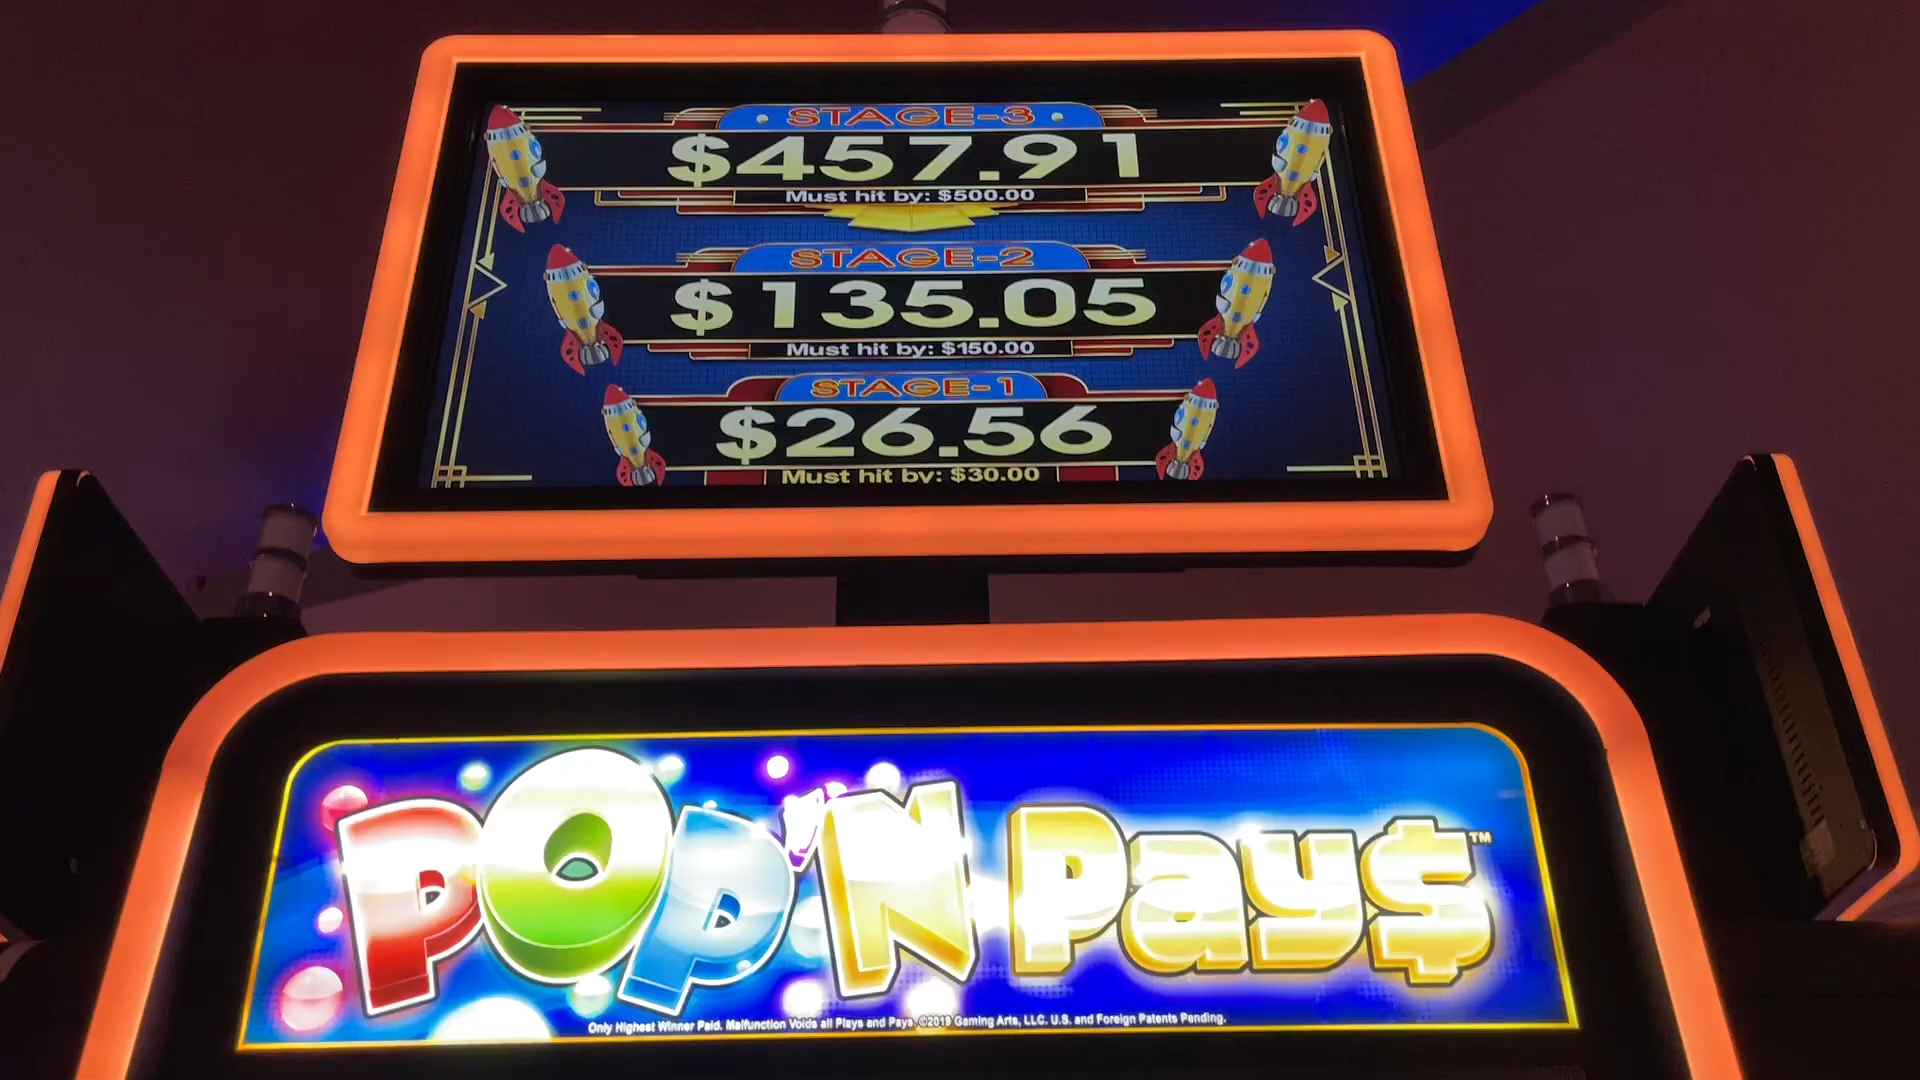 STAGE-3
$457.91
Must hit by: $500.00
STAGE-2
$135.05
Must hit by: $150.00
STAGE-1
$26.56
Must hit by: $30.00
POP'N Pay$™
Only Highest Winner Paid. Malfunction Voids all Plays and Pays. ©2019 Gaming Arts, LLC. U.S. and Foreign Patents Pending.